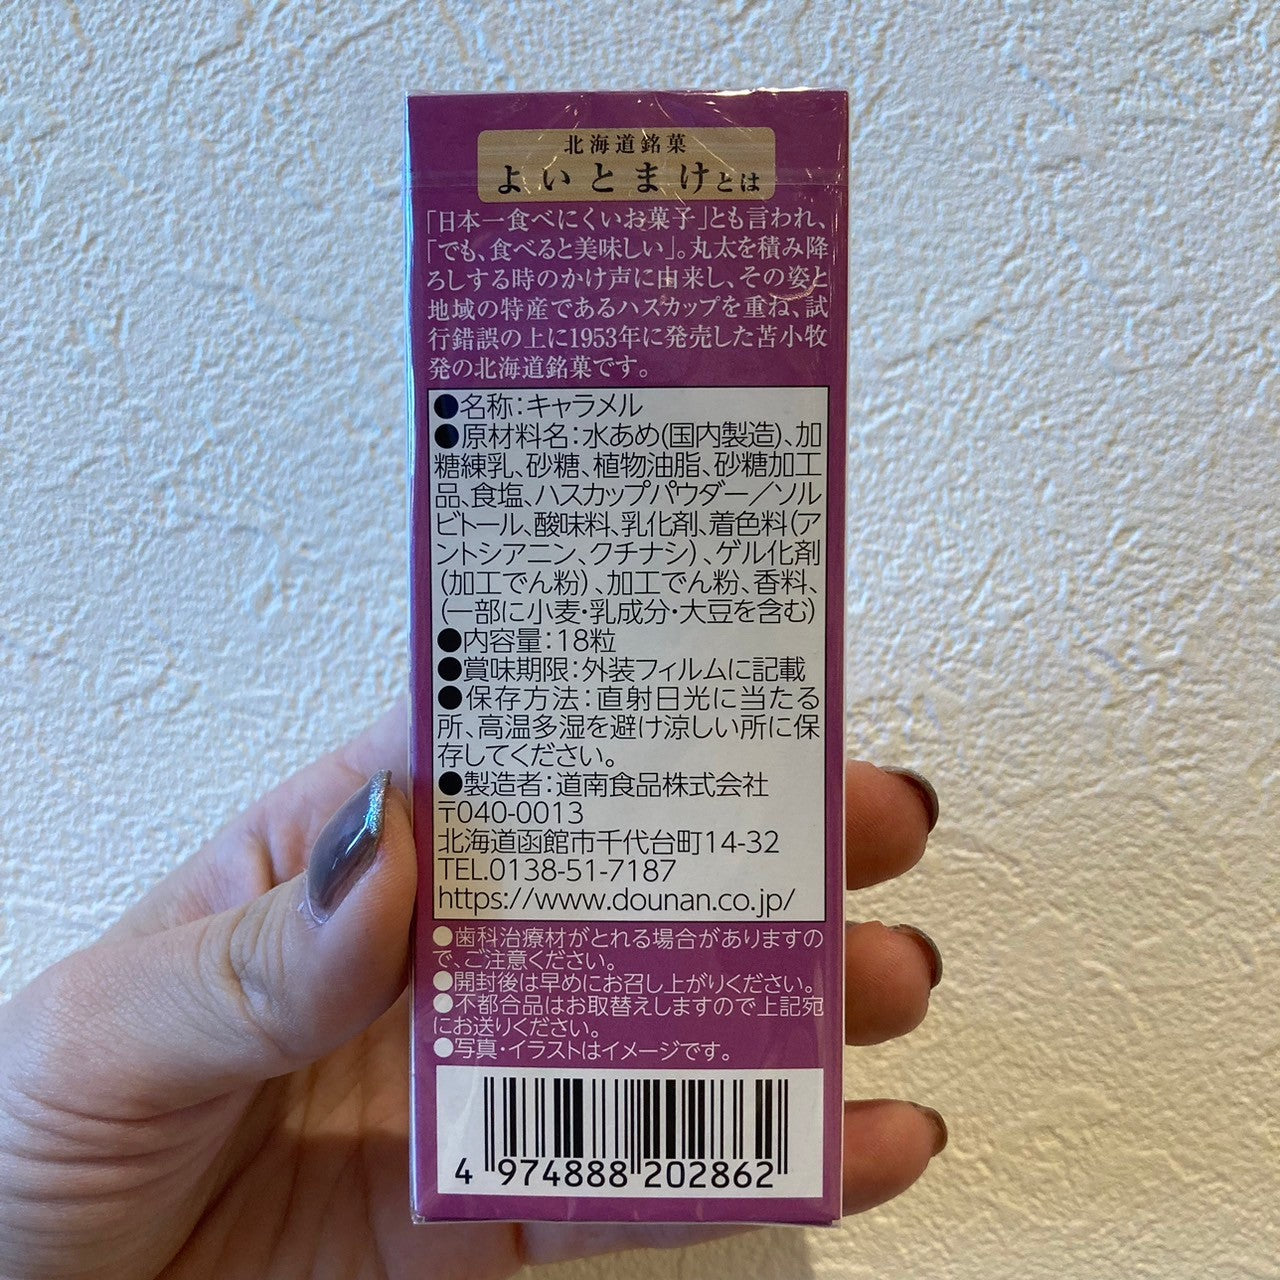 北海道銘菓
よいとまけとは
「日本一食べにくいお菓子」とも言われ、
「でも、食べると美味しい」。丸太を積み降
ろしする時のかけ声に由来し、その姿と
地域の特産であるハスカップを重ね、試
行錯誤の上に1953年に発売した苫小牧
発の北海道銘菓です。
●名称：キャラメル
●原材料名：水あめ(国内製造)、加
糖練乳、砂糖、植物油脂、砂糖加工
品、食塩、ハスカップパウダー／ソル
ビトール、酸味料、乳化剤、着色料(ア
ントシアニン、クチナシ)、ゲル化剤
(加工でん粉)、加工でん粉、香料、
(一部に小麦・乳成分・大豆を含む)
●内容量：18粒
●賞味期限：外装フィルムに記載
●保存方法：直射日光に当たる
所、高温多湿を避け涼しい所に保
存してください。
●製造者：道南食品株式会社
〒040-0013
北海道函館市千代台町14-32
TEL.0138-51-7187
https://www.dounan.co.jp/
●歯科治療材がとれる場合がありますの
で、ご注意ください。
●開封後は早めにお召し上がりください。
●不都合品はお取替えしますので上記宛
にお送りください。
●写真・イラストはイメージです。
4 974888 202862